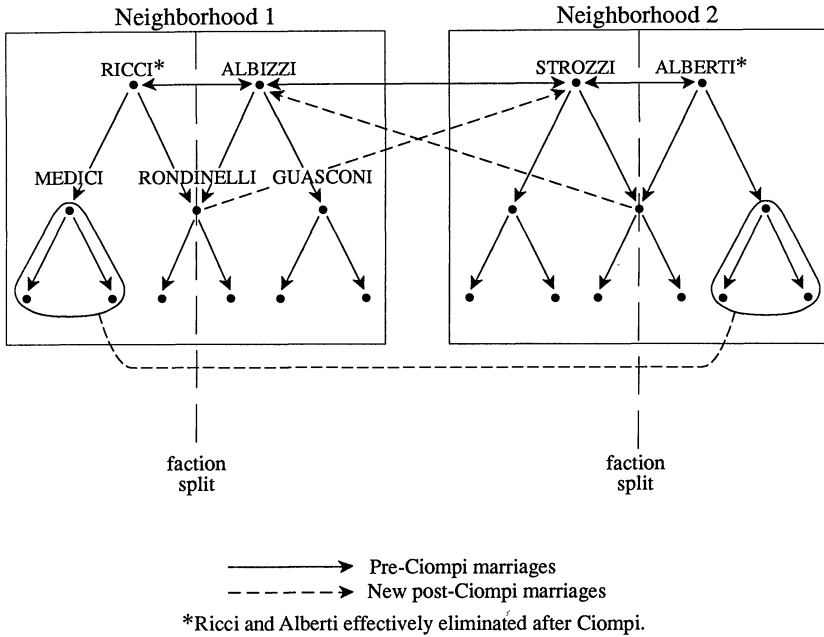 Neighborhood 1
Neighborhood 2
RICCI* ALBIZZI
STROZZI ALBERTI*
MEDICI RONDINELLI GUASCONI
faction
split
faction
split
Pre-Ciompi marriages
New post-Ciompi marriages
*Ricci and Alberti effectively eliminated after Ciompi.